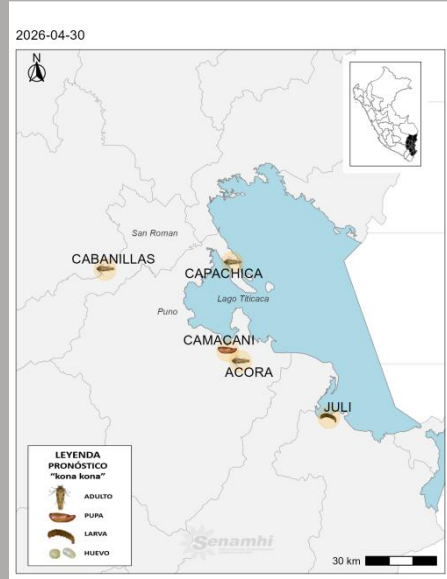 2026-04-30
N
San Roman
CABANILLAS
CAPACHICA
Lago Titicaca
Puno
CAMACANI
ACORA
JULI
LEYENDA
PRONÓSTICO
"kona kona"
ADULTO
PUPA
LARVA
HUEVO
Senamhi
30 km